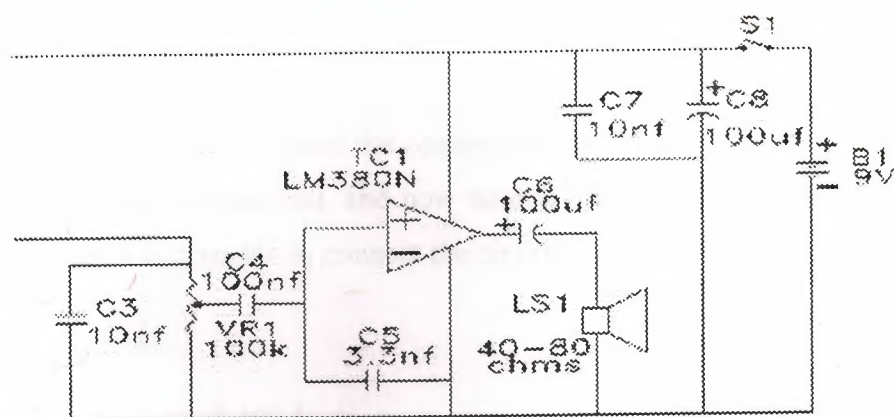 S1
C7
10nf
C8
100uf
B1
9V
TC1
LM380N
C6
100uf
C4
100nf
C3
10nf
VR1
100k
C5
3.3nf
LS1
40-80
ohms